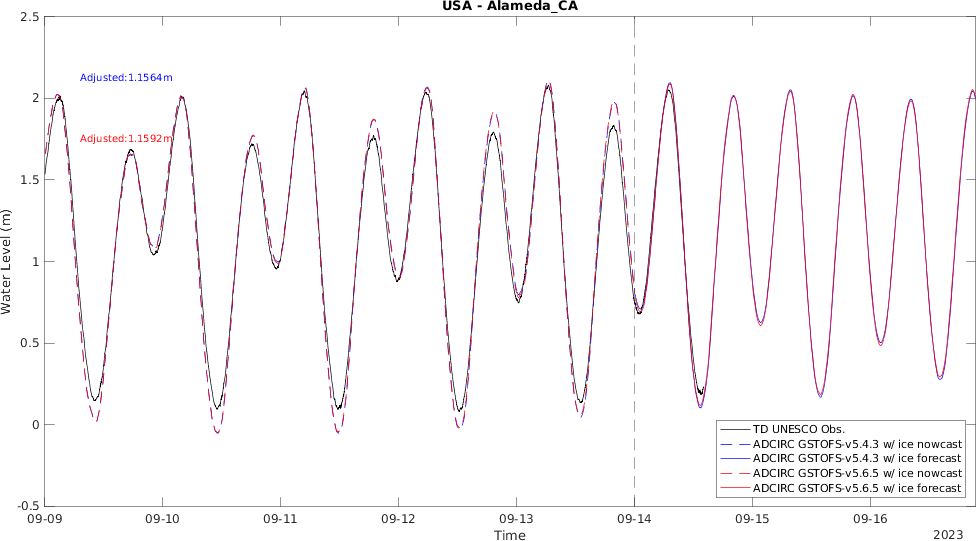 USA - Alameda_CA
2.5
2
1.5
1
0.5
0
-0.5
Water Level (m)
Adjusted:1.1564m
Adjusted:1.1592m
TD UNESCO Obs.
ADCIRC GSTOFS-v5.4.3 w/ ice nowcast
ADCIRC GSTOFS-v5.4.3 w/ ice forecast
ADCIRC GSTOFS-v5.6.5 w/ ice nowcast
ADCIRC GSTOFS-v5.6.5 w/ ice forecast
09-09 09-10 09-11 09-12 09-13 09-14 09-15 09-16
Time
2023